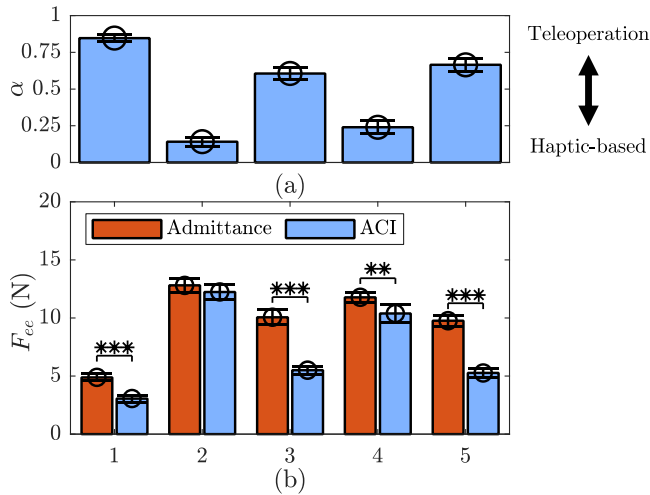 1
0.75
0.5
0.25
0
α
Teleoperation
Haptic-based
(a)
20
15
10
5
0
F_ee (N)
Admittance
ACI
***
***
**
***
1 2 3 4 5
(b)